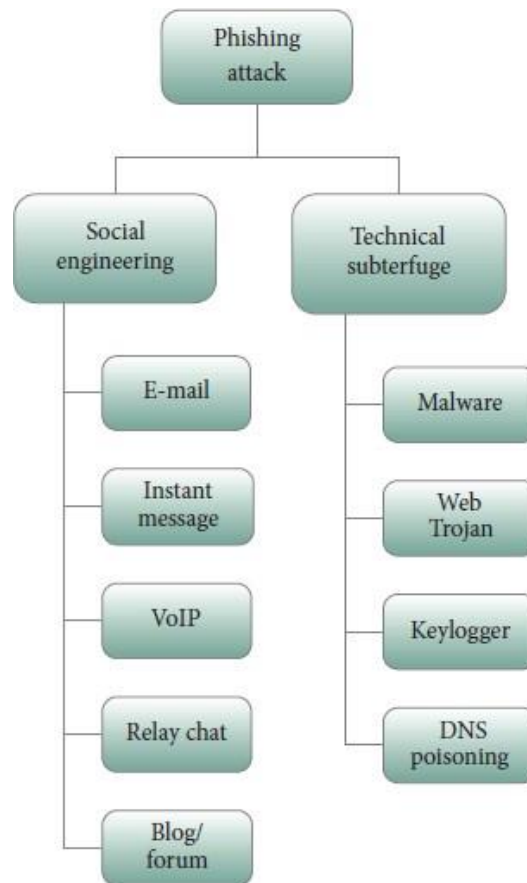 Phishing
attack
Social
engineering
Technical
subterfuge
E-mail
Instant
message
VoIP
Relay chat
Blog/
forum
Malware
Web
Trojan
Keylogger
DNS
poisoning